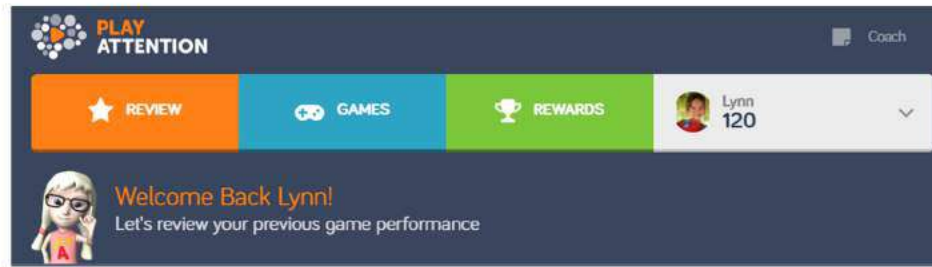 PLAY
ATTENTION
Coach
REVIEW
GAMES
REWARDS
Lynn
120
Welcome Back Lynn!
Let's review your previous game performance
A